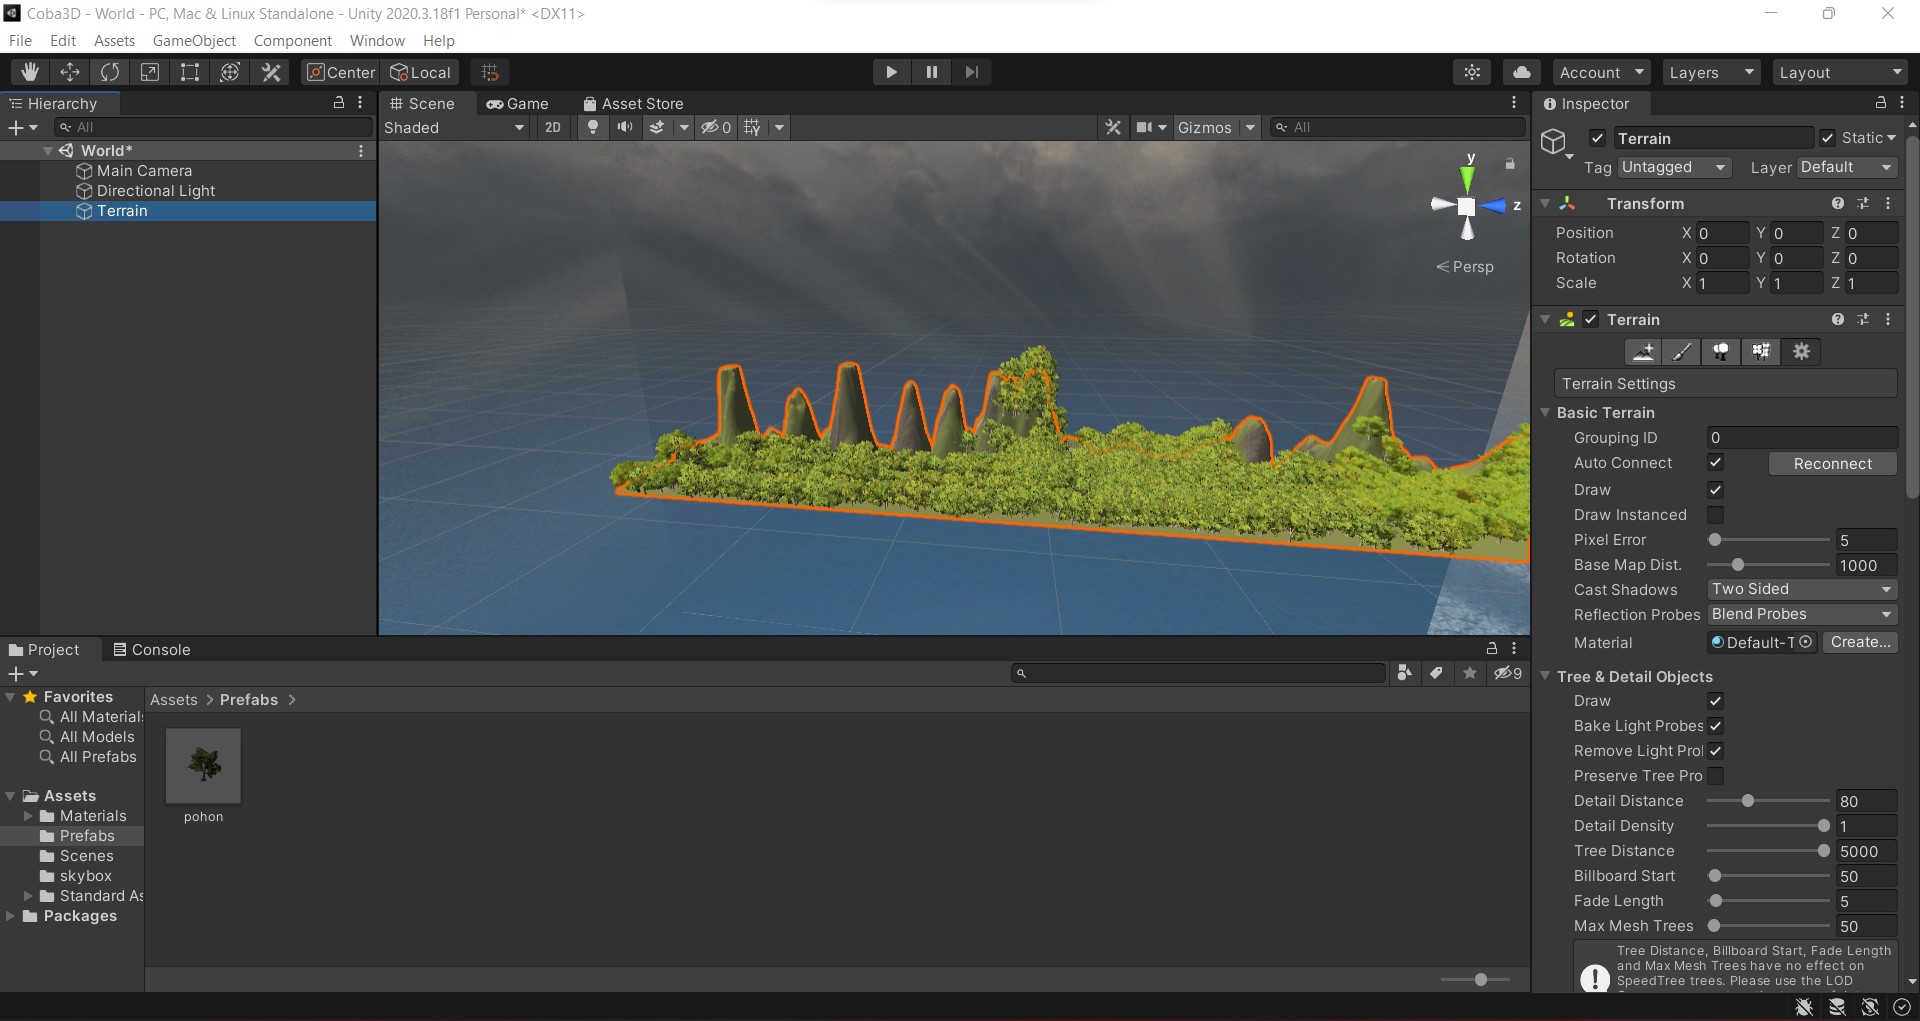 Coba3D - World - PC, Mac & Linux Standalone - Unity 2020.3.18f1 Personal* <DX11>
File Edit Assets GameObject Component Window Help
Center Local Account Layers Layout
Hierarchy
All
World*
Main Camera
Directional Light
Terrain
Scene Game Asset Store
Shaded 2D 0 Gizmos All
y
z
Persp
Inspector
Terrain Static
Tag Untagged Layer Default
Transform
Position X 0 Y 0 Z 0
Rotation X 0 Y 0 Z 0
Scale X 1 Y 1 Z 1
Terrain
Terrain Settings
Basic Terrain
Grouping ID 0
Auto Connect Reconnect
Draw
Draw Instanced
Pixel Error 5
Base Map Dist. 1000
Cast Shadows Two Sided
Reflection Probes Blend Probes
Material Default-T Create...
Tree & Detail Objects
Draw
Bake Light Probes
Remove Light Prol
Preserve Tree Pro
Detail Distance 80
Detail Density 1
Tree Distance 5000
Billboard Start 50
Fade Length 5
Max Mesh Trees 50
Tree Distance, Billboard Start, Fade Length
and Max Mesh Trees have no effect on
SpeedTree trees. Please use the LOD
Project Console
9
Favorites
All Materials
All Models
All Prefabs
Assets
Materials
Prefabs
Scenes
skybox
Standard As
Packages
Assets > Prefabs >
pohon